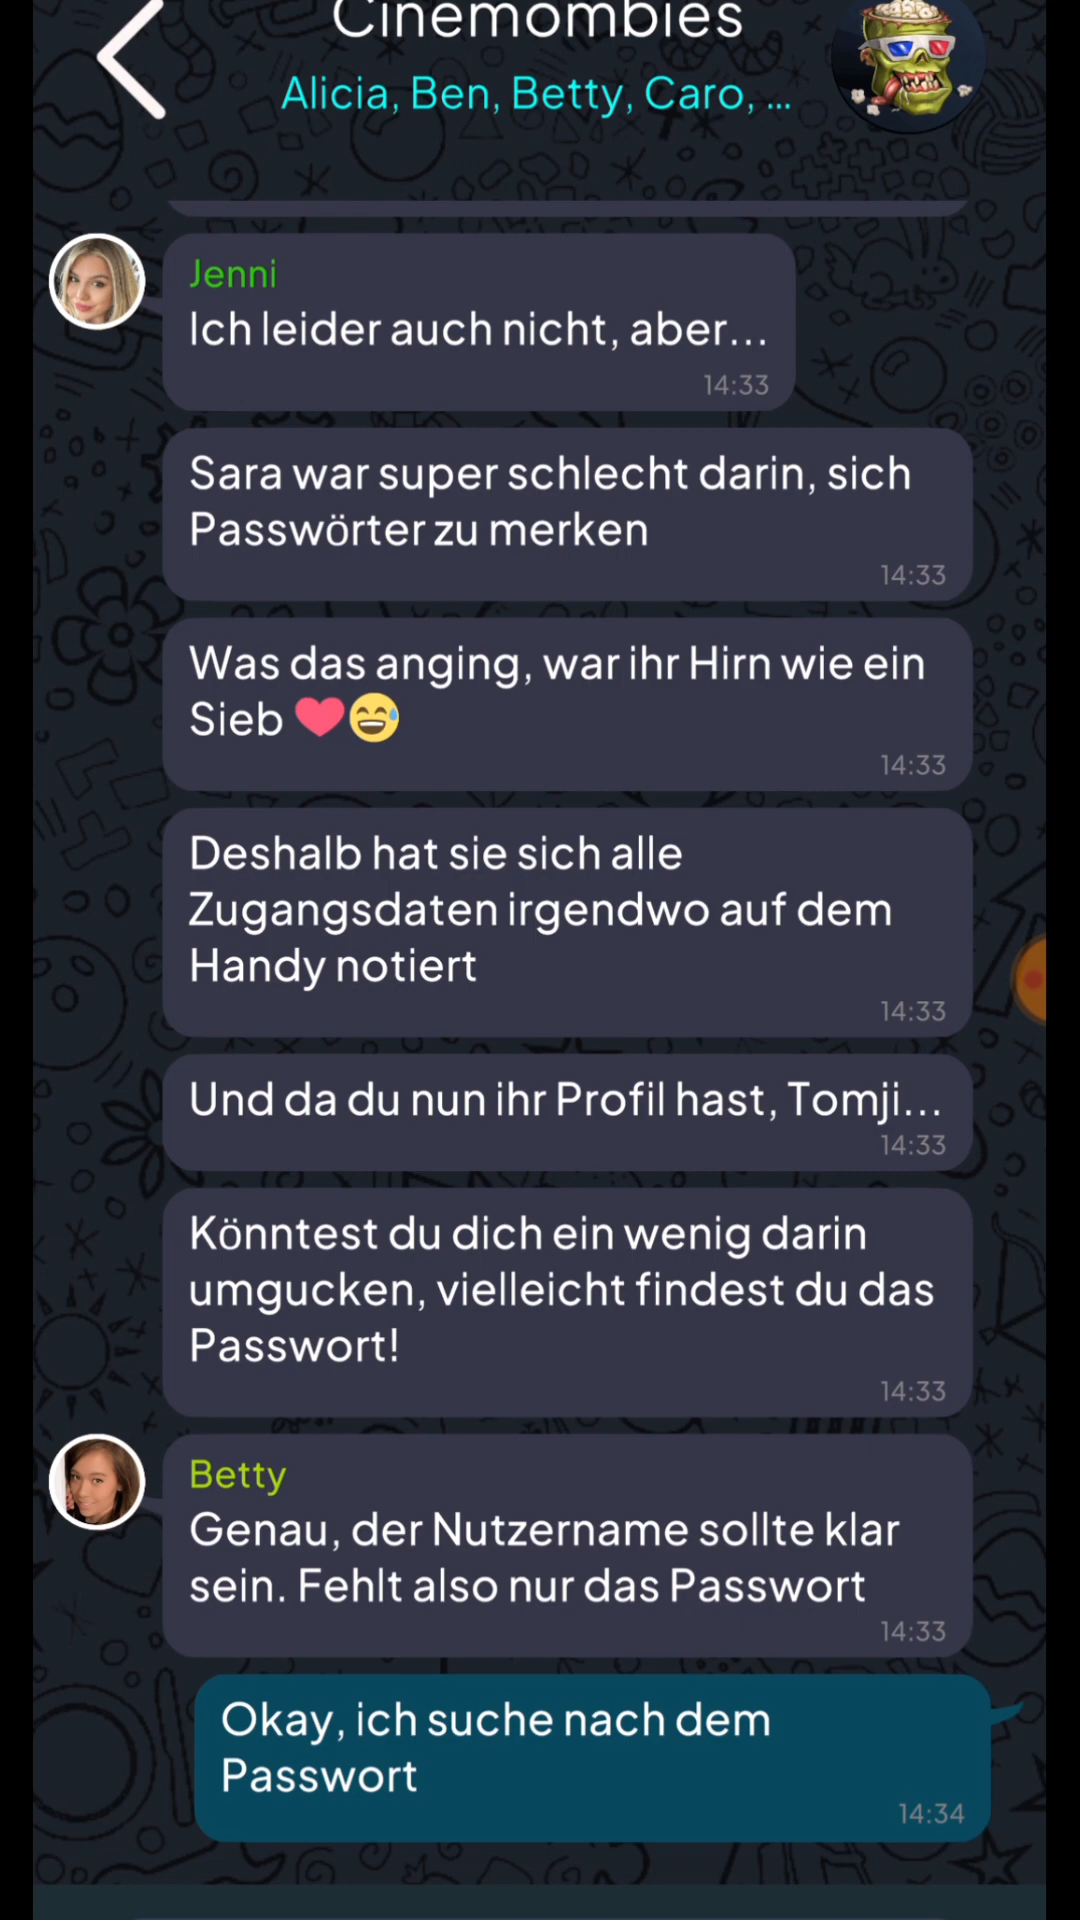 Cinemombies
Alicia, Ben, Betty, Caro, ...
Jenni
Ich leider auch nicht, aber...
14:33
Sara war super schlecht darin, sich
Passwörter zu merken
14:33
Was das anging, war ihr Hirn wie ein
Sieb ❤️😅
14:33
Deshalb hat sie sich alle
Zugangsdaten irgendwo auf dem
Handy notiert
14:33
Und da du nun ihr Profil hast, Tomji...
14:33
Könntest du dich ein wenig darin
umgucken, vielleicht findest du das
Passwort!
14:33
Betty
Genau, der Nutzername sollte klar
sein. Fehlt also nur das Passwort
14:33
Okay, ich suche nach dem
Passwort
14:34